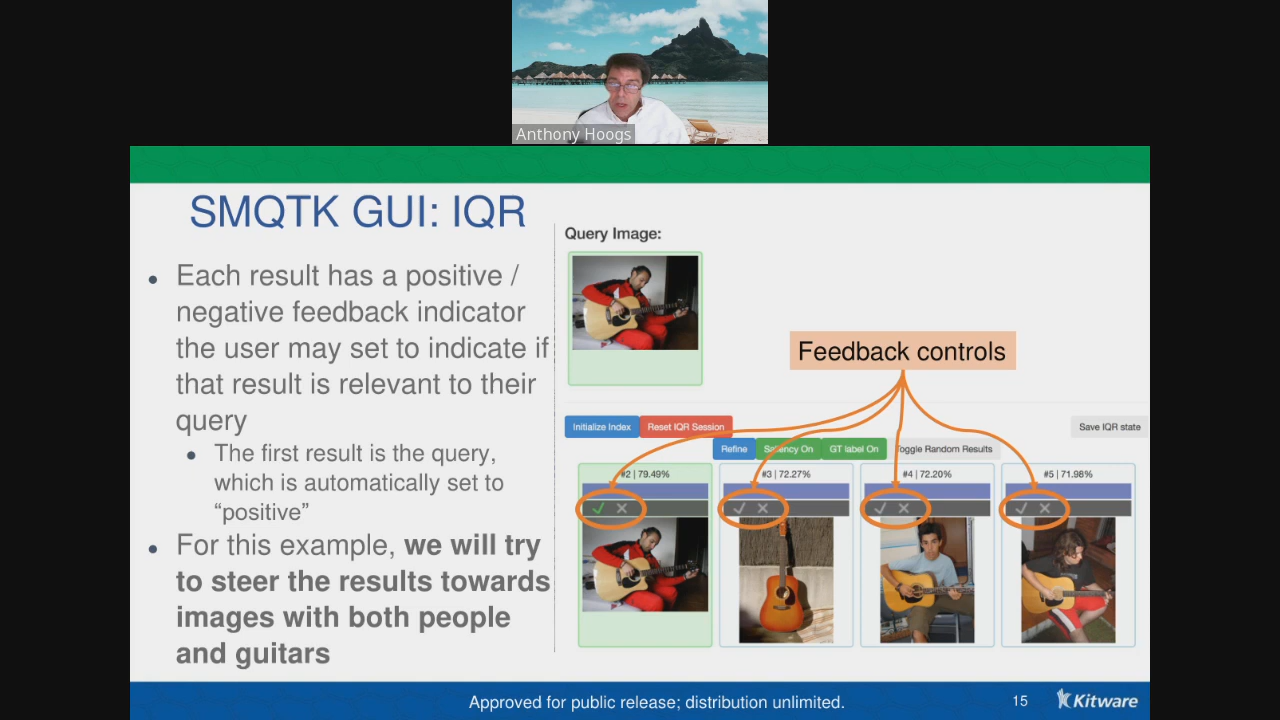 Anthony Hoogs
SMQTK GUI: IQR
• Each result has a positive /
negative feedback indicator
the user may set to indicate if
that result is relevant to their
query
• The first result is the query,
which is automatically set to
“positive”
• For this example, we will try
to steer the results towards
images with both people
and guitars
Query Image:
Feedback controls
Initialize Index
Reset IQR Session
Save IQR state
Refine
Saliency On
GT label On
Toggle Random Results
#2 | 79.49%
#3 | 72.27%
#4 | 72.20%
#5 | 71.98%
Approved for public release; distribution unlimited.
15
Kitware